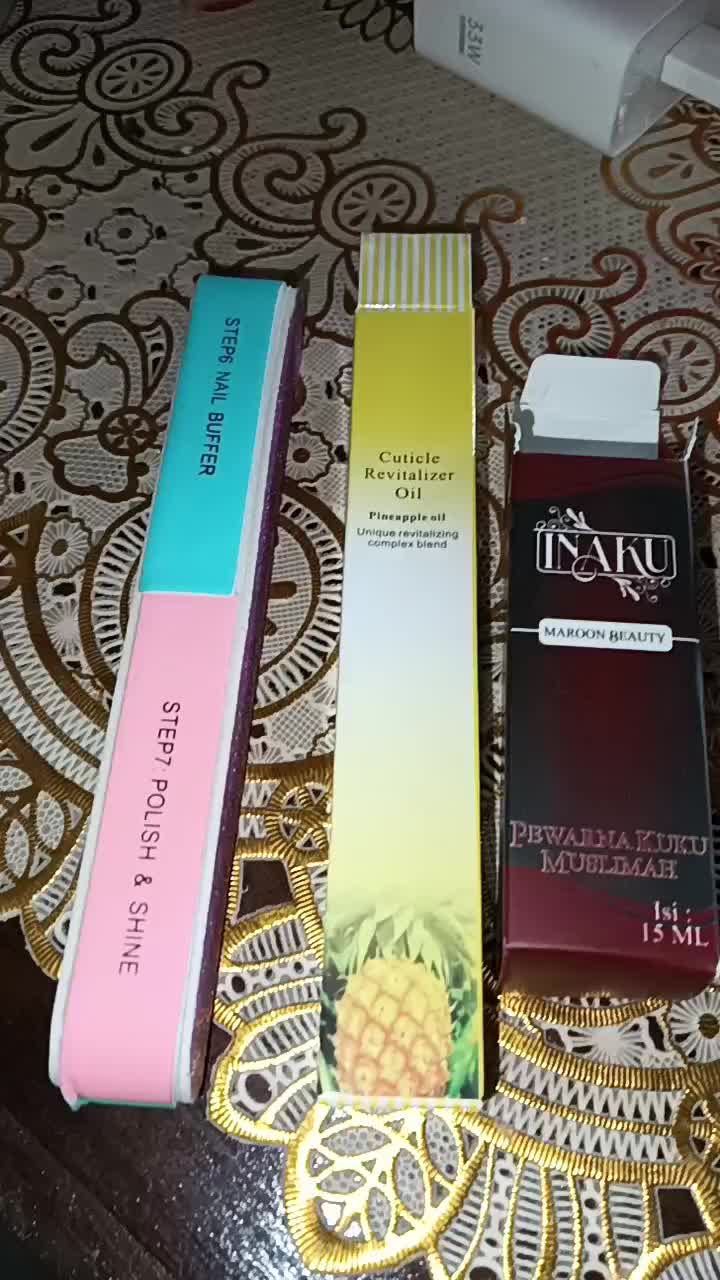 33W
STEP6 NAIL BUFFER
STEP7: POLISH & SHINE
Cuticle
Revitalizer
Oil
Pineapple oil
Unique revitalizing
complex blend
INAKU
MAROON BEAUTY
PEWARNA KUKU
MUSLIMAH
Isi :
15 ML